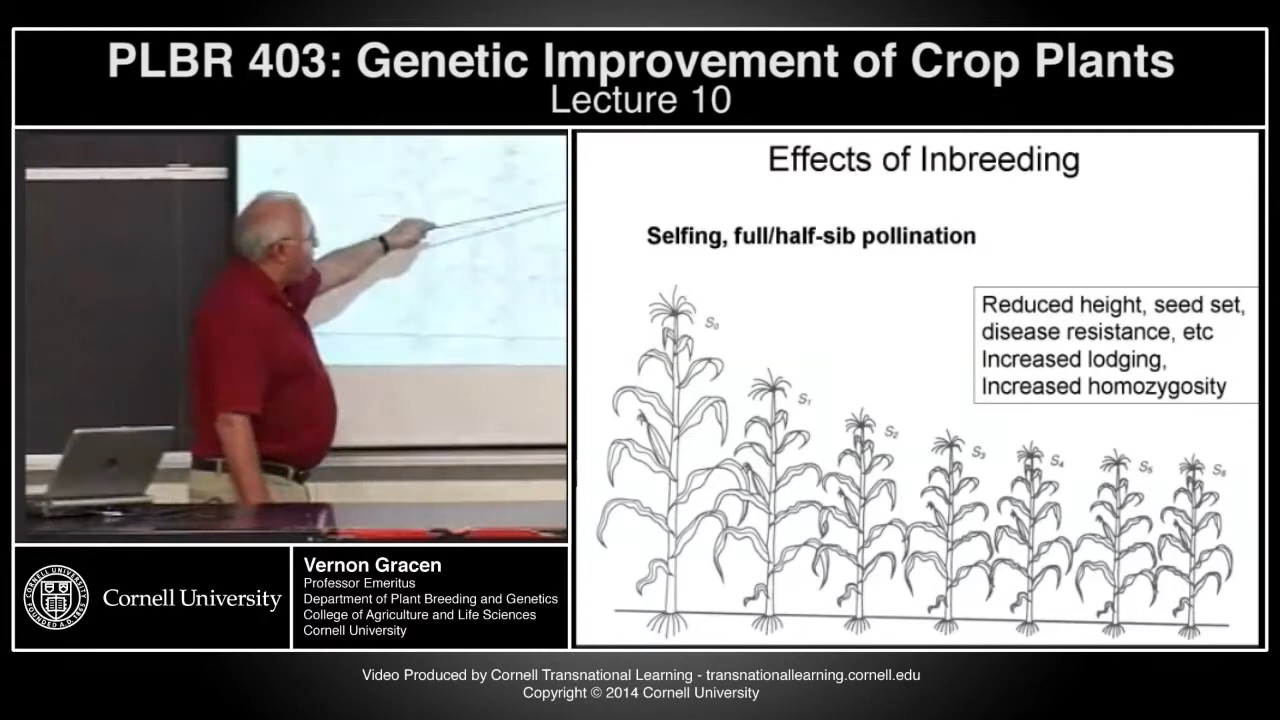 PLBR 403: Genetic Improvement of Crop Plants
Lecture 10
Effects of Inbreeding
Selfing, full/half-sib pollination
Reduced height, seed set,
disease resistance, etc
Increased lodging,
Increased homozygosity
S₀
S₁
S₂
S₃
S₄
S₅
S₆
Cornell University
Vernon Gracen
Professor Emeritus
Department of Plant Breeding and Genetics
College of Agriculture and Life Sciences
Cornell University
Video Produced by Cornell Transnational Learning - transnationallearning.cornell.edu
Copyright © 2014 Cornell University